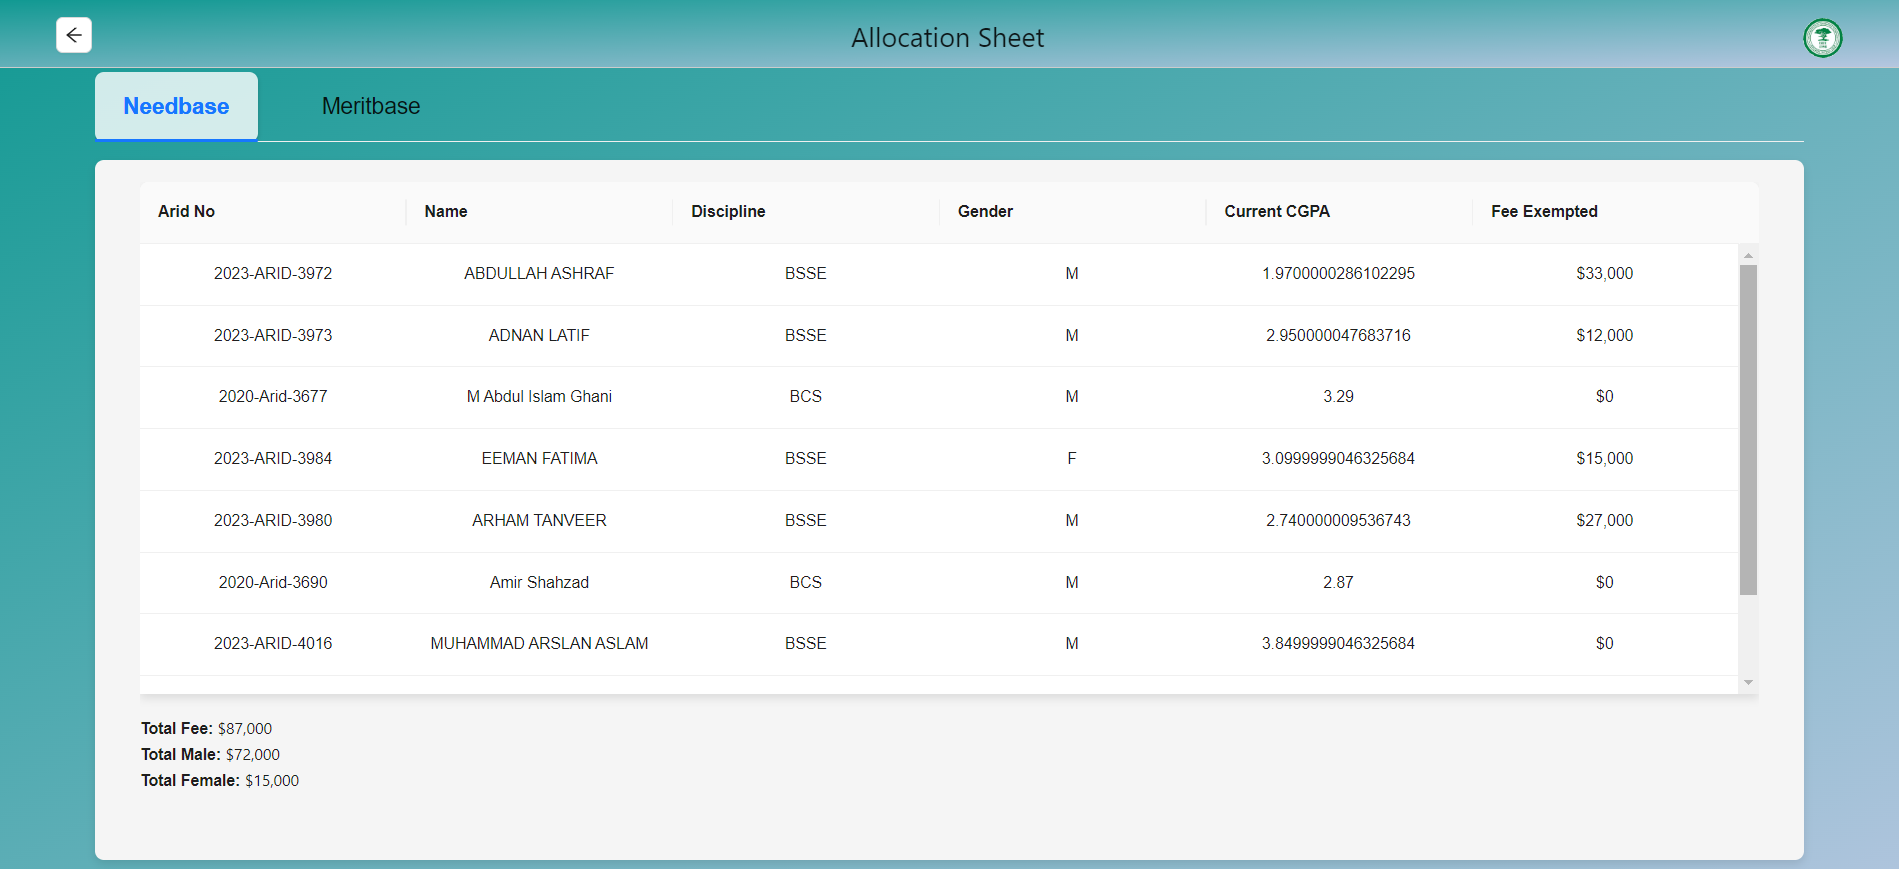 Allocation Sheet
Needbase Meritbase
Arid No Name Discipline Gender Current CGPA Fee Exempted
2023-ARID-3972 ABDULLAH ASHRAF BSSE M 1.9700000286102295 $33,000
2023-ARID-3973 ADNAN LATIF BSSE M 2.950000047683716 $12,000
2020-Arid-3677 M Abdul Islam Ghani BCS M 3.29 $0
2023-ARID-3984 EEMAN FATIMA BSSE F 3.0999999046325684 $15,000
2023-ARID-3980 ARHAM TANVEER BSSE M 2.740000009536743 $27,000
2020-Arid-3690 Amir Shahzad BCS M 2.87 $0
2023-ARID-4016 MUHAMMAD ARSLAN ASLAM BSSE M 3.8499999046325684 $0
Total Fee: $87,000
Total Male: $72,000
Total Female: $15,000